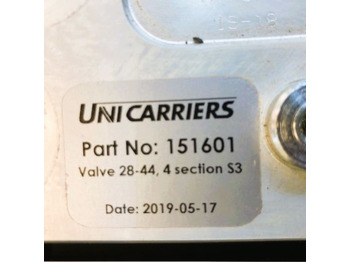 UNICARRIERS
Part No: 151601
Valve 28-44, 4 section S3
Date: 2019-05-17